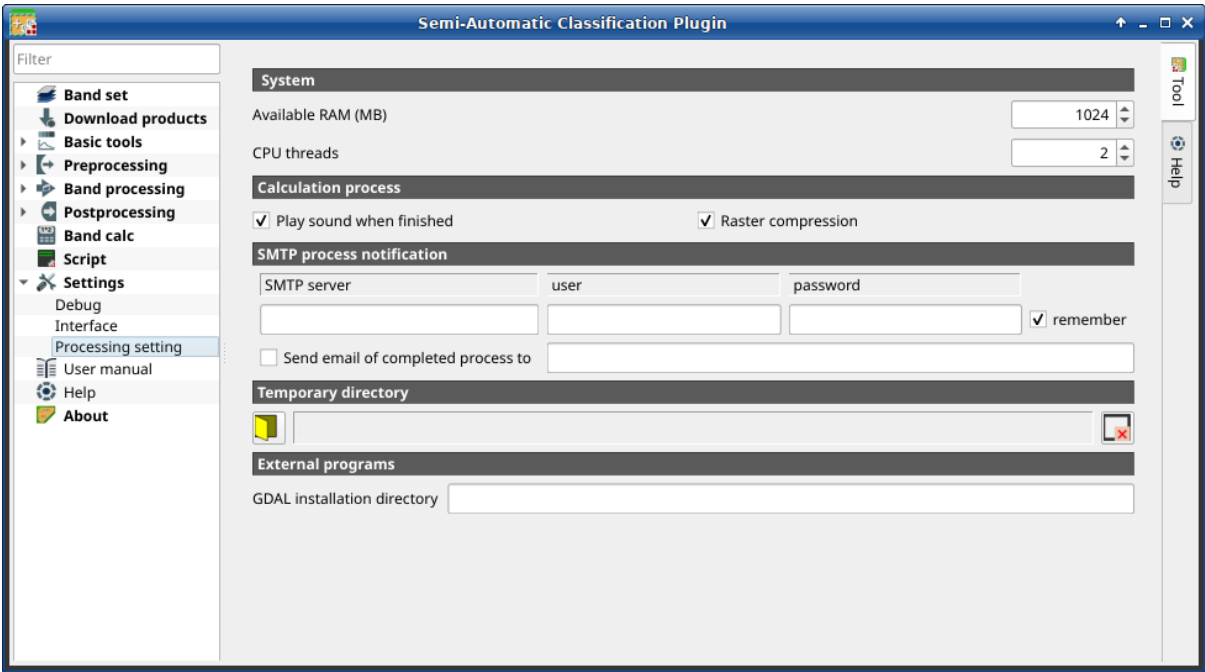 Semi-Automatic Classification Plugin
Filter
Band set
Download products
Basic tools
Preprocessing
Band processing
Postprocessing
Band calc
Script
Settings
Debug
Interface
Processing setting
User manual
Help
About
System
Available RAM (MB) 1024
CPU threads 2
Calculation process
Play sound when finished Raster compression
SMTP process notification
SMTP server user password
remember
Send email of completed process to
Temporary directory
External programs
GDAL installation directory
Tool
Help